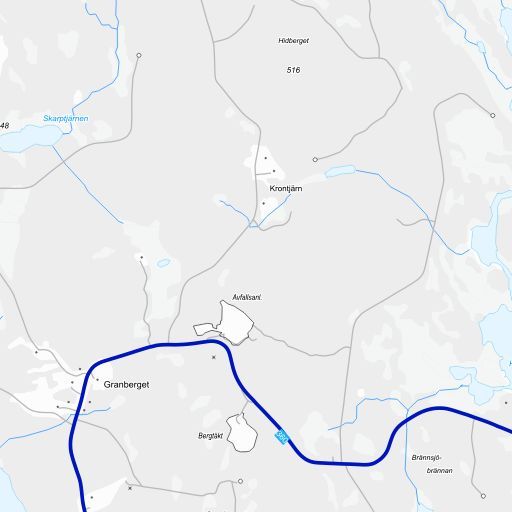 Hidberget
516
Skarptjärnen
48
Krontjärn
Avfallsanl.
Granberget
Bergtäkt
Brännsjö-
brännan